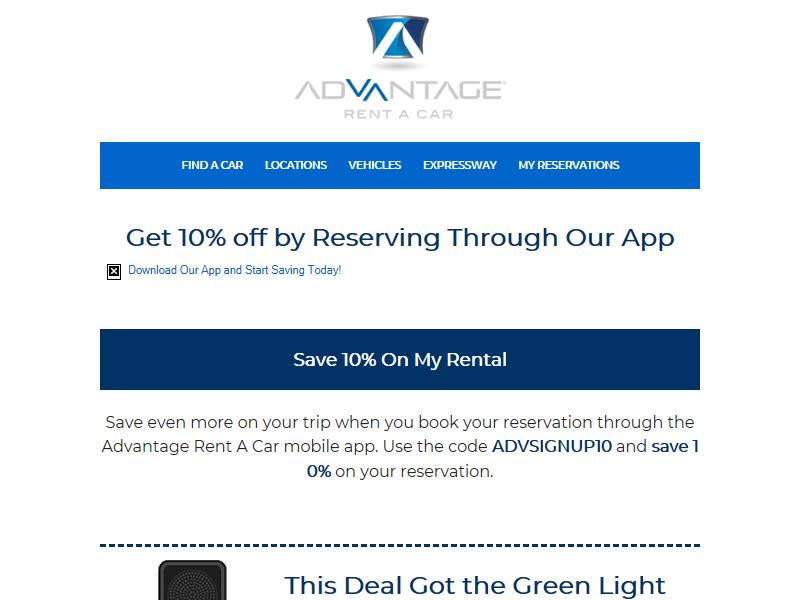 ADVANTAGE
RENT A CAR
FIND A CAR LOCATIONS VEHICLES EXPRESSWAY MY RESERVATIONS
Get 10% off by Reserving Through Our App
Download Our App and Start Saving Today!
Save 10% On My Rental
Save even more on your trip when you book your reservation through the
Advantage Rent A Car mobile app. Use the code ADVSIGNUP10 and save 1
0% on your reservation.
This Deal Got the Green Light